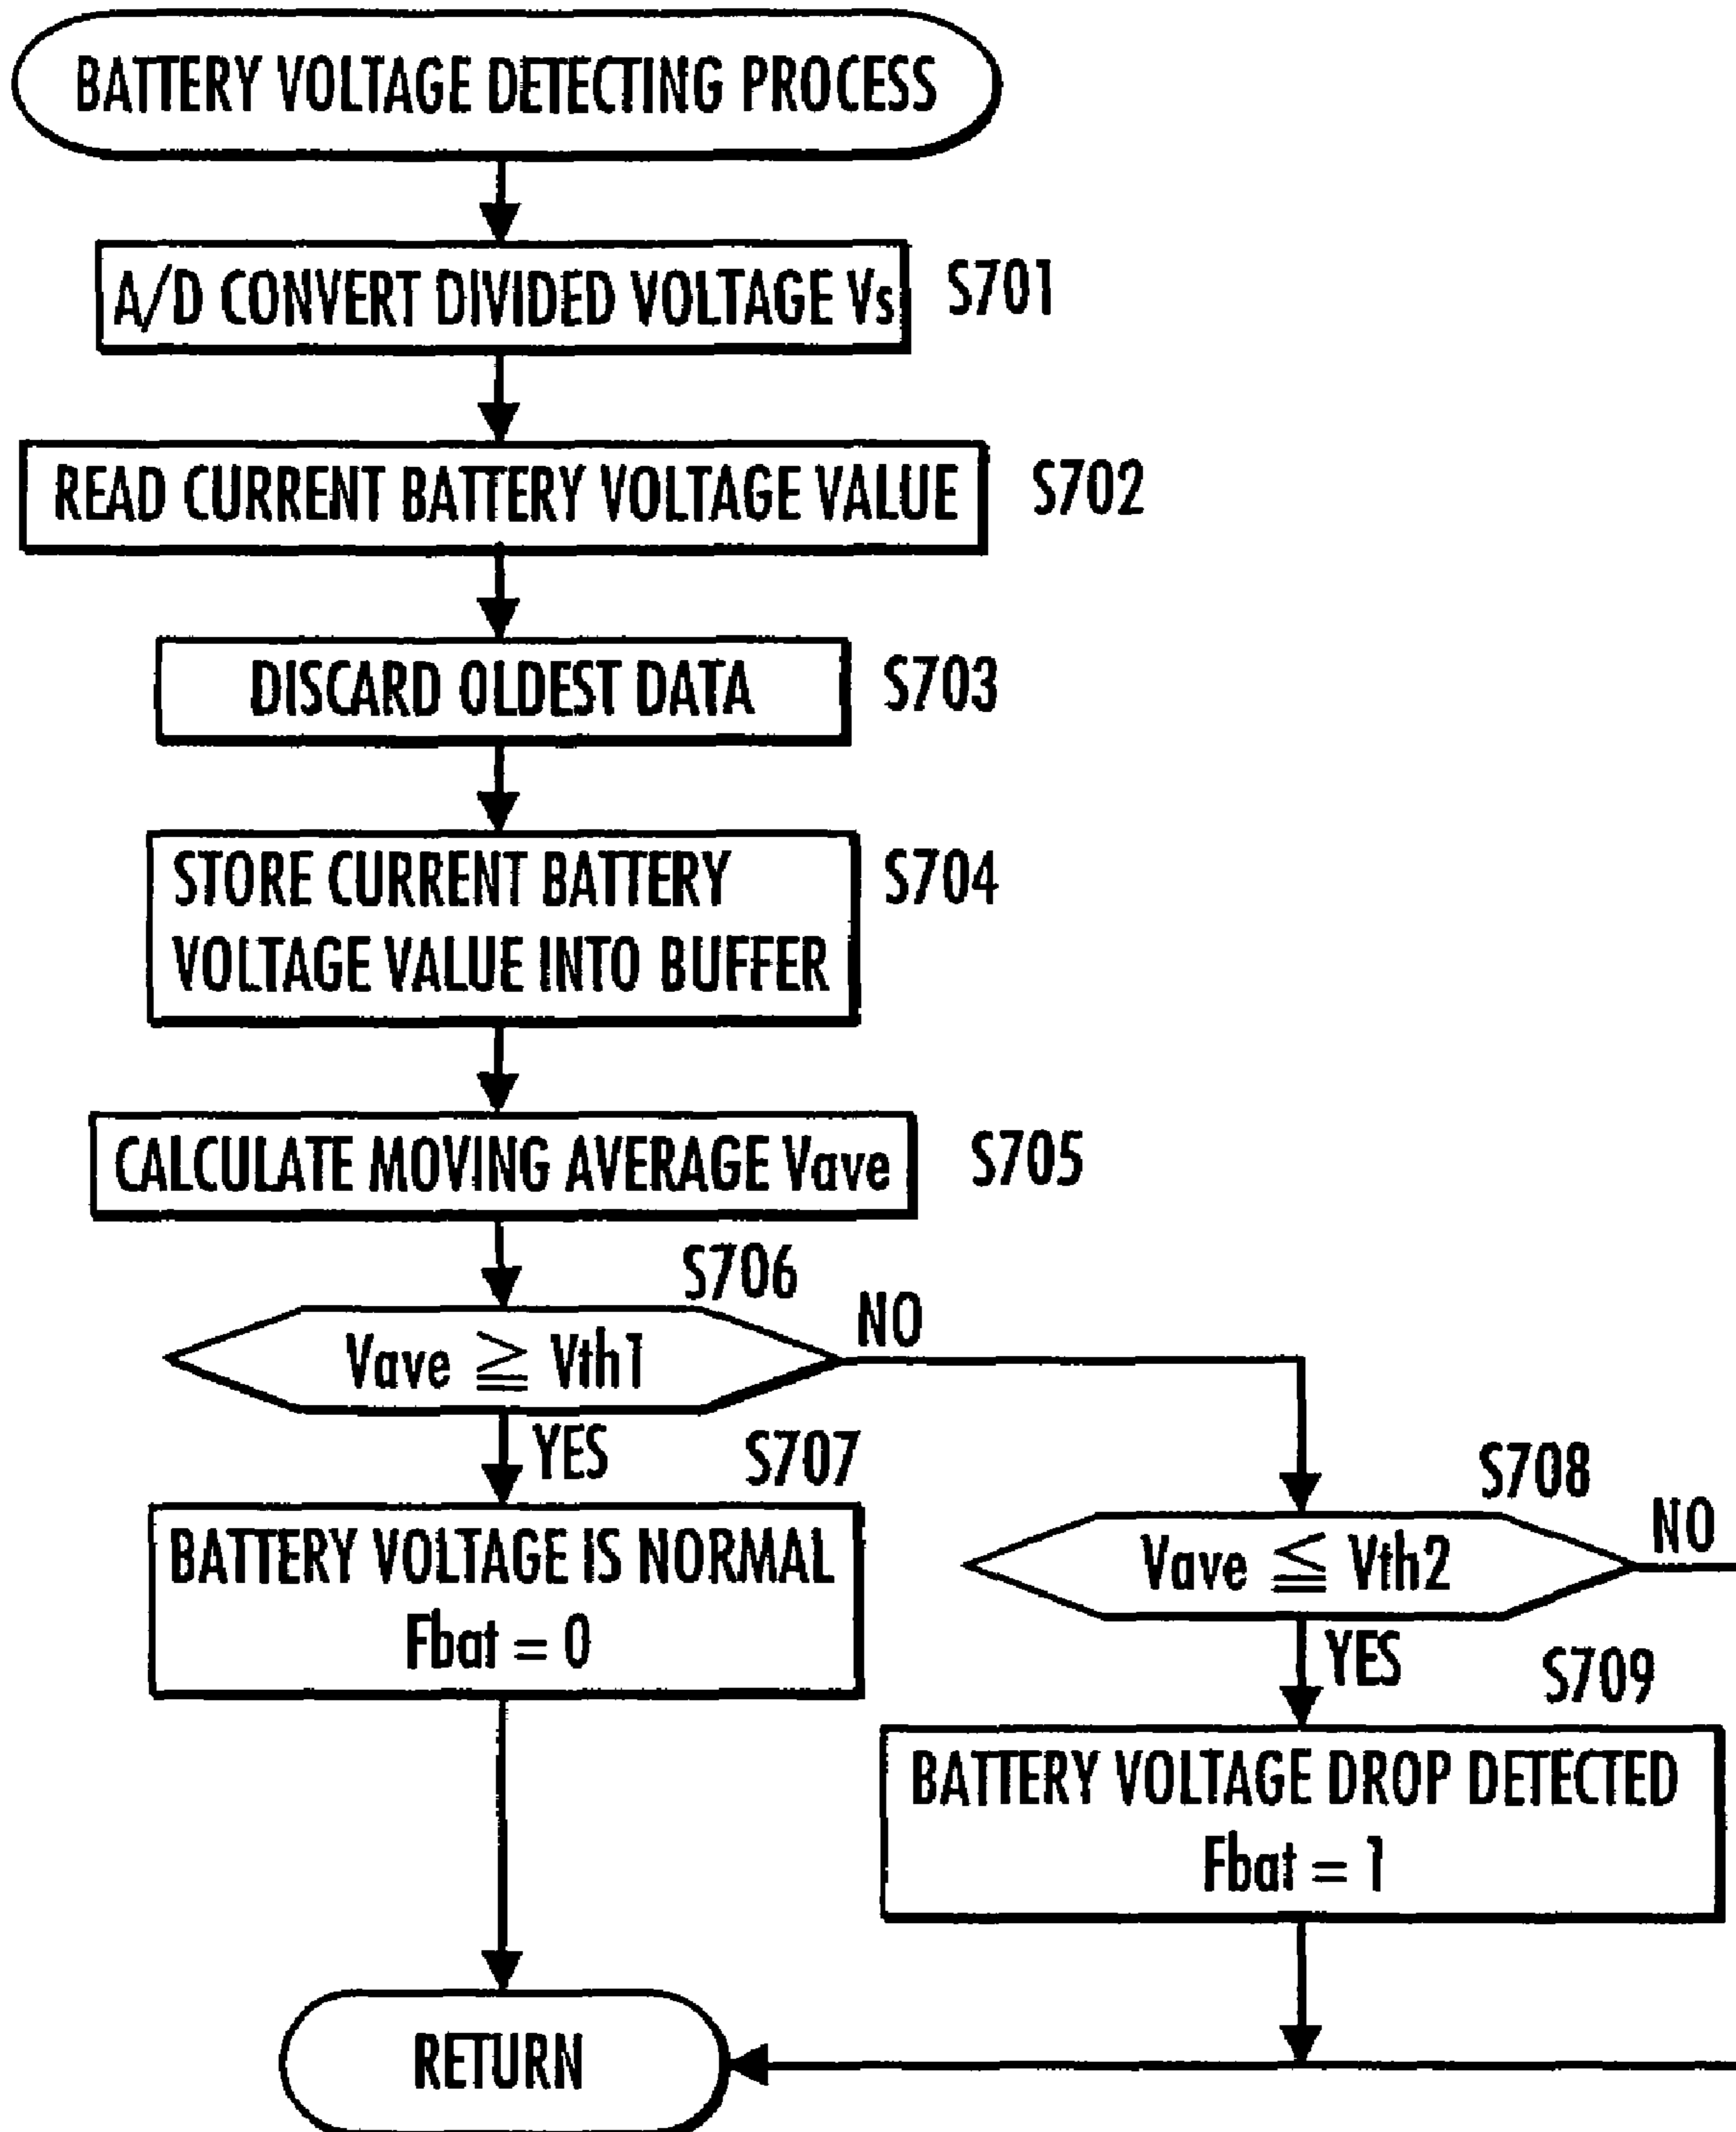 BATTERY VOLTAGE DETECTING PROCESS
A/D CONVERT DIVIDED VOLTAGE Vs
S701
READ CURRENT BATTERY VOLTAGE VALUE
S702
DISCARD OLDEST DATA
S703
STORE CURRENT BATTERY
VOLTAGE VALUE INTO BUFFER
S704
CALCULATE MOVING AVERAGE Vave
S705
S706
Vave ≧ Vth1
NO
YES
S707
BATTERY VOLTAGE IS NORMAL
Fbat = 0
S708
Vave ≦ Vth2
NO
YES
S709
BATTERY VOLTAGE DROP DETECTED
Fbat = 1
RETURN